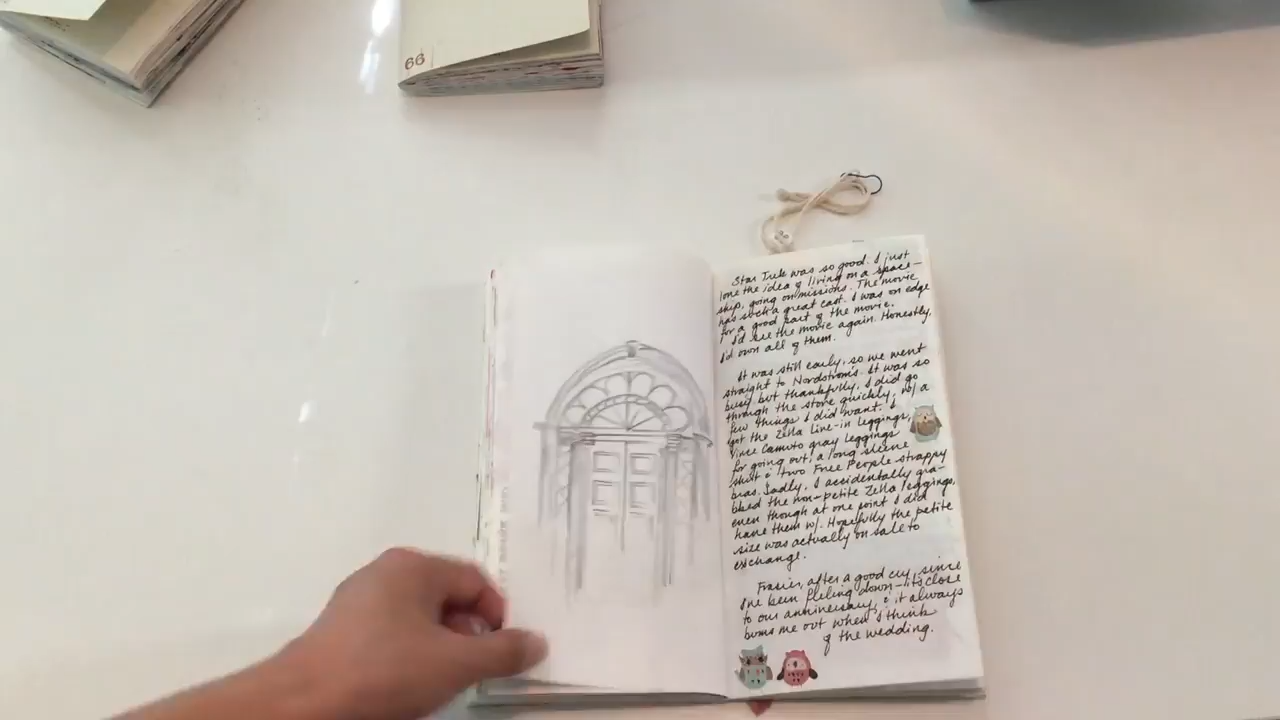 66
Star Trek was so good. I just
love the idea of living on a space-
ship, going on missions. The movie
has such a great cast. I was on edge
for a good part of the movie.
I'd see the movie again. Honestly,
I'd own all of them.
It was still early, so we went
straight to Nordstrom's. It was so
busy but thankfully, I did go
through the store quickly, w/ a
few things I did want. I
got the Zella Live-in leggings,
Vince Camuto gray leggings
for going out, a long sleeve
shirt & two Free People strappy
bras. Sadly, I accidentally gra-
bbed the non-petite Zella leggings,
even though at one point I did
have them w/. Hopefully the petite
size was actually on sale to
exchange.
Frasier, after a good cry, since
I've been feeling down - its close
to our anniversary, & it always
bums me out when I think
of the wedding.